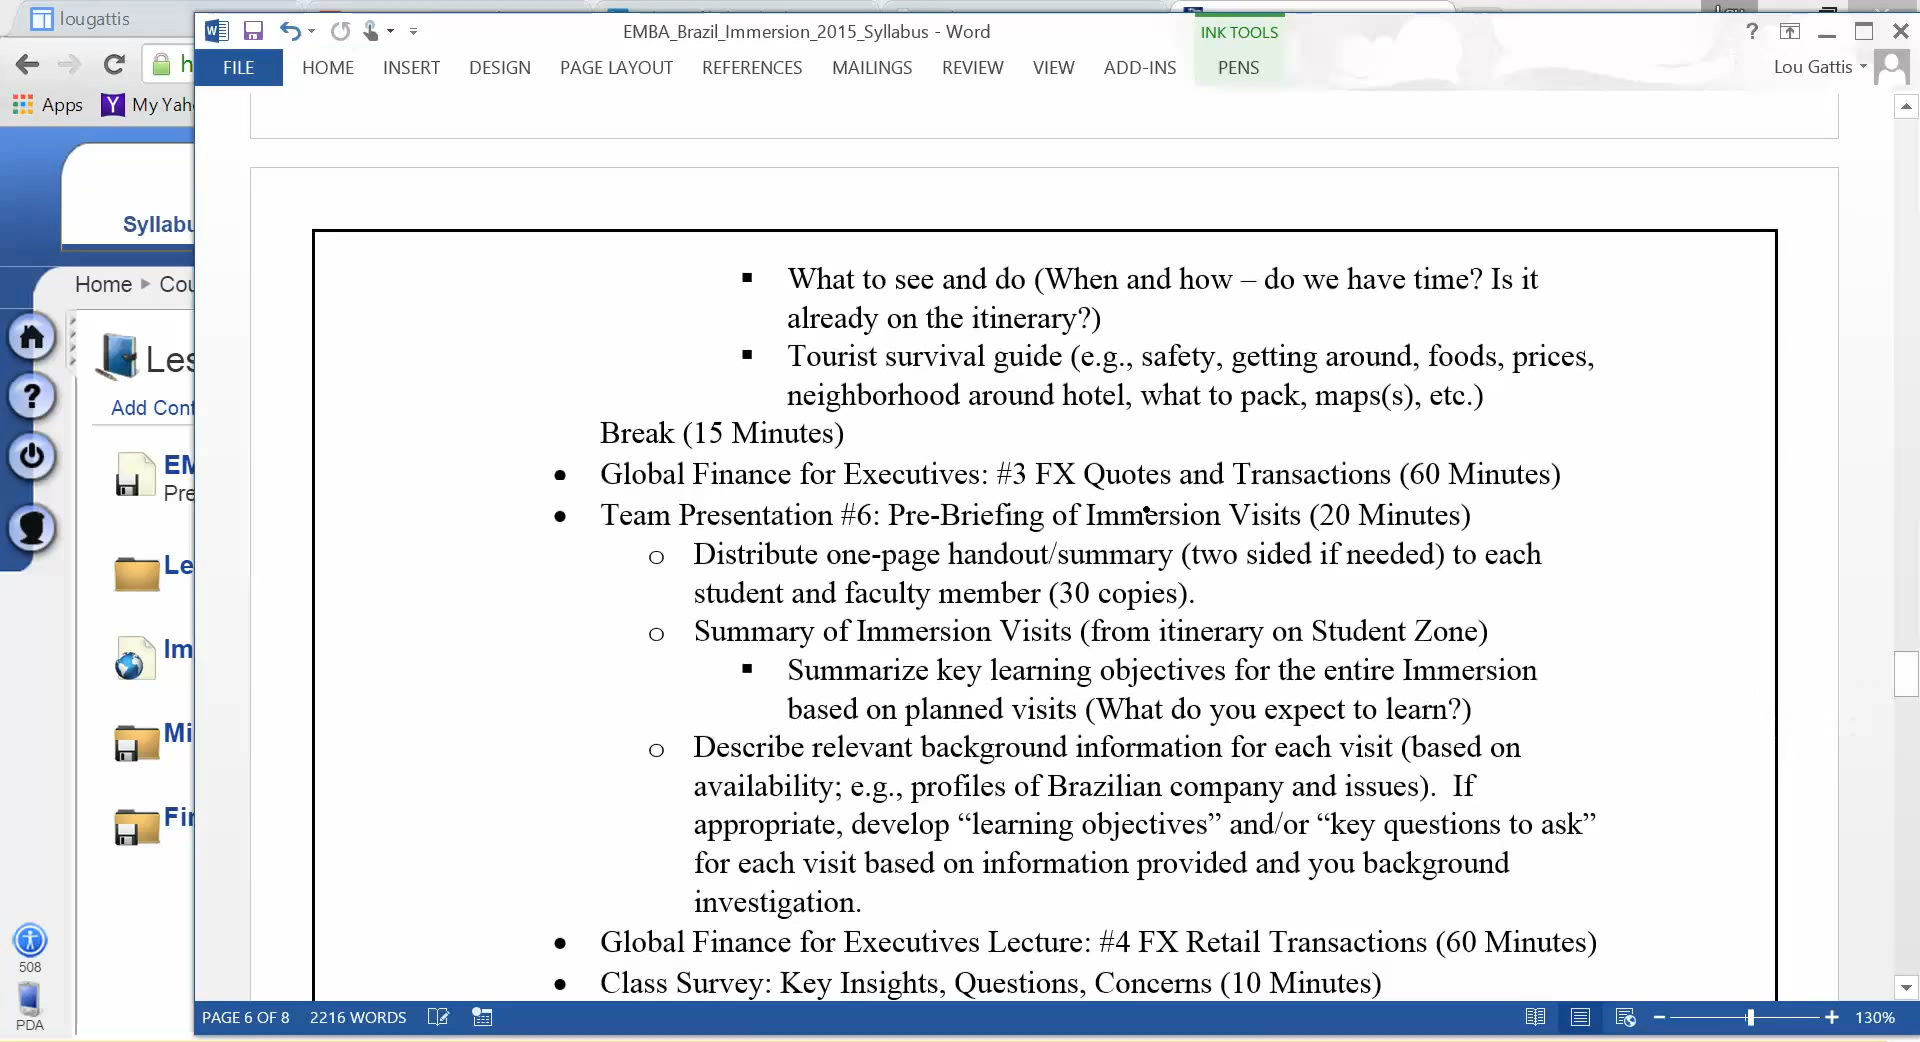 lougattis
EMBA_Brazil_Immersion_2015_Syllabus - Word
INK TOOLS
?
FILE HOME INSERT DESIGN PAGE LAYOUT REFERENCES MAILINGS REVIEW VIEW ADD-INS PENS
Lou Gattis
Apps
Y My Yah
Syllabu
Home Cou
Les
Add Cont
EM
Pre
Le
Im
Mi
Fin
508
PDA
What to see and do (When and how – do we have time? Is it
already on the itinerary?)
Tourist survival guide (e.g., safety, getting around, foods, prices,
neighborhood around hotel, what to pack, maps(s), etc.)
Break (15 Minutes)
Global Finance for Executives: #3 FX Quotes and Transactions (60 Minutes)
Team Presentation #6: Pre-Briefing of Immersion Visits (20 Minutes)
Distribute one-page handout/summary (two sided if needed) to each
student and faculty member (30 copies).
Summary of Immersion Visits (from itinerary on Student Zone)
Summarize key learning objectives for the entire Immersion
based on planned visits (What do you expect to learn?)
Describe relevant background information for each visit (based on
availability; e.g., profiles of Brazilian company and issues).  If
appropriate, develop “learning objectives” and/or “key questions to ask”
for each visit based on information provided and you background
investigation.
Global Finance for Executives Lecture: #4 FX Retail Transactions (60 Minutes)
Class Survey: Key Insights, Questions, Concerns (10 Minutes)
PAGE 6 OF 8 2216 WORDS
130%